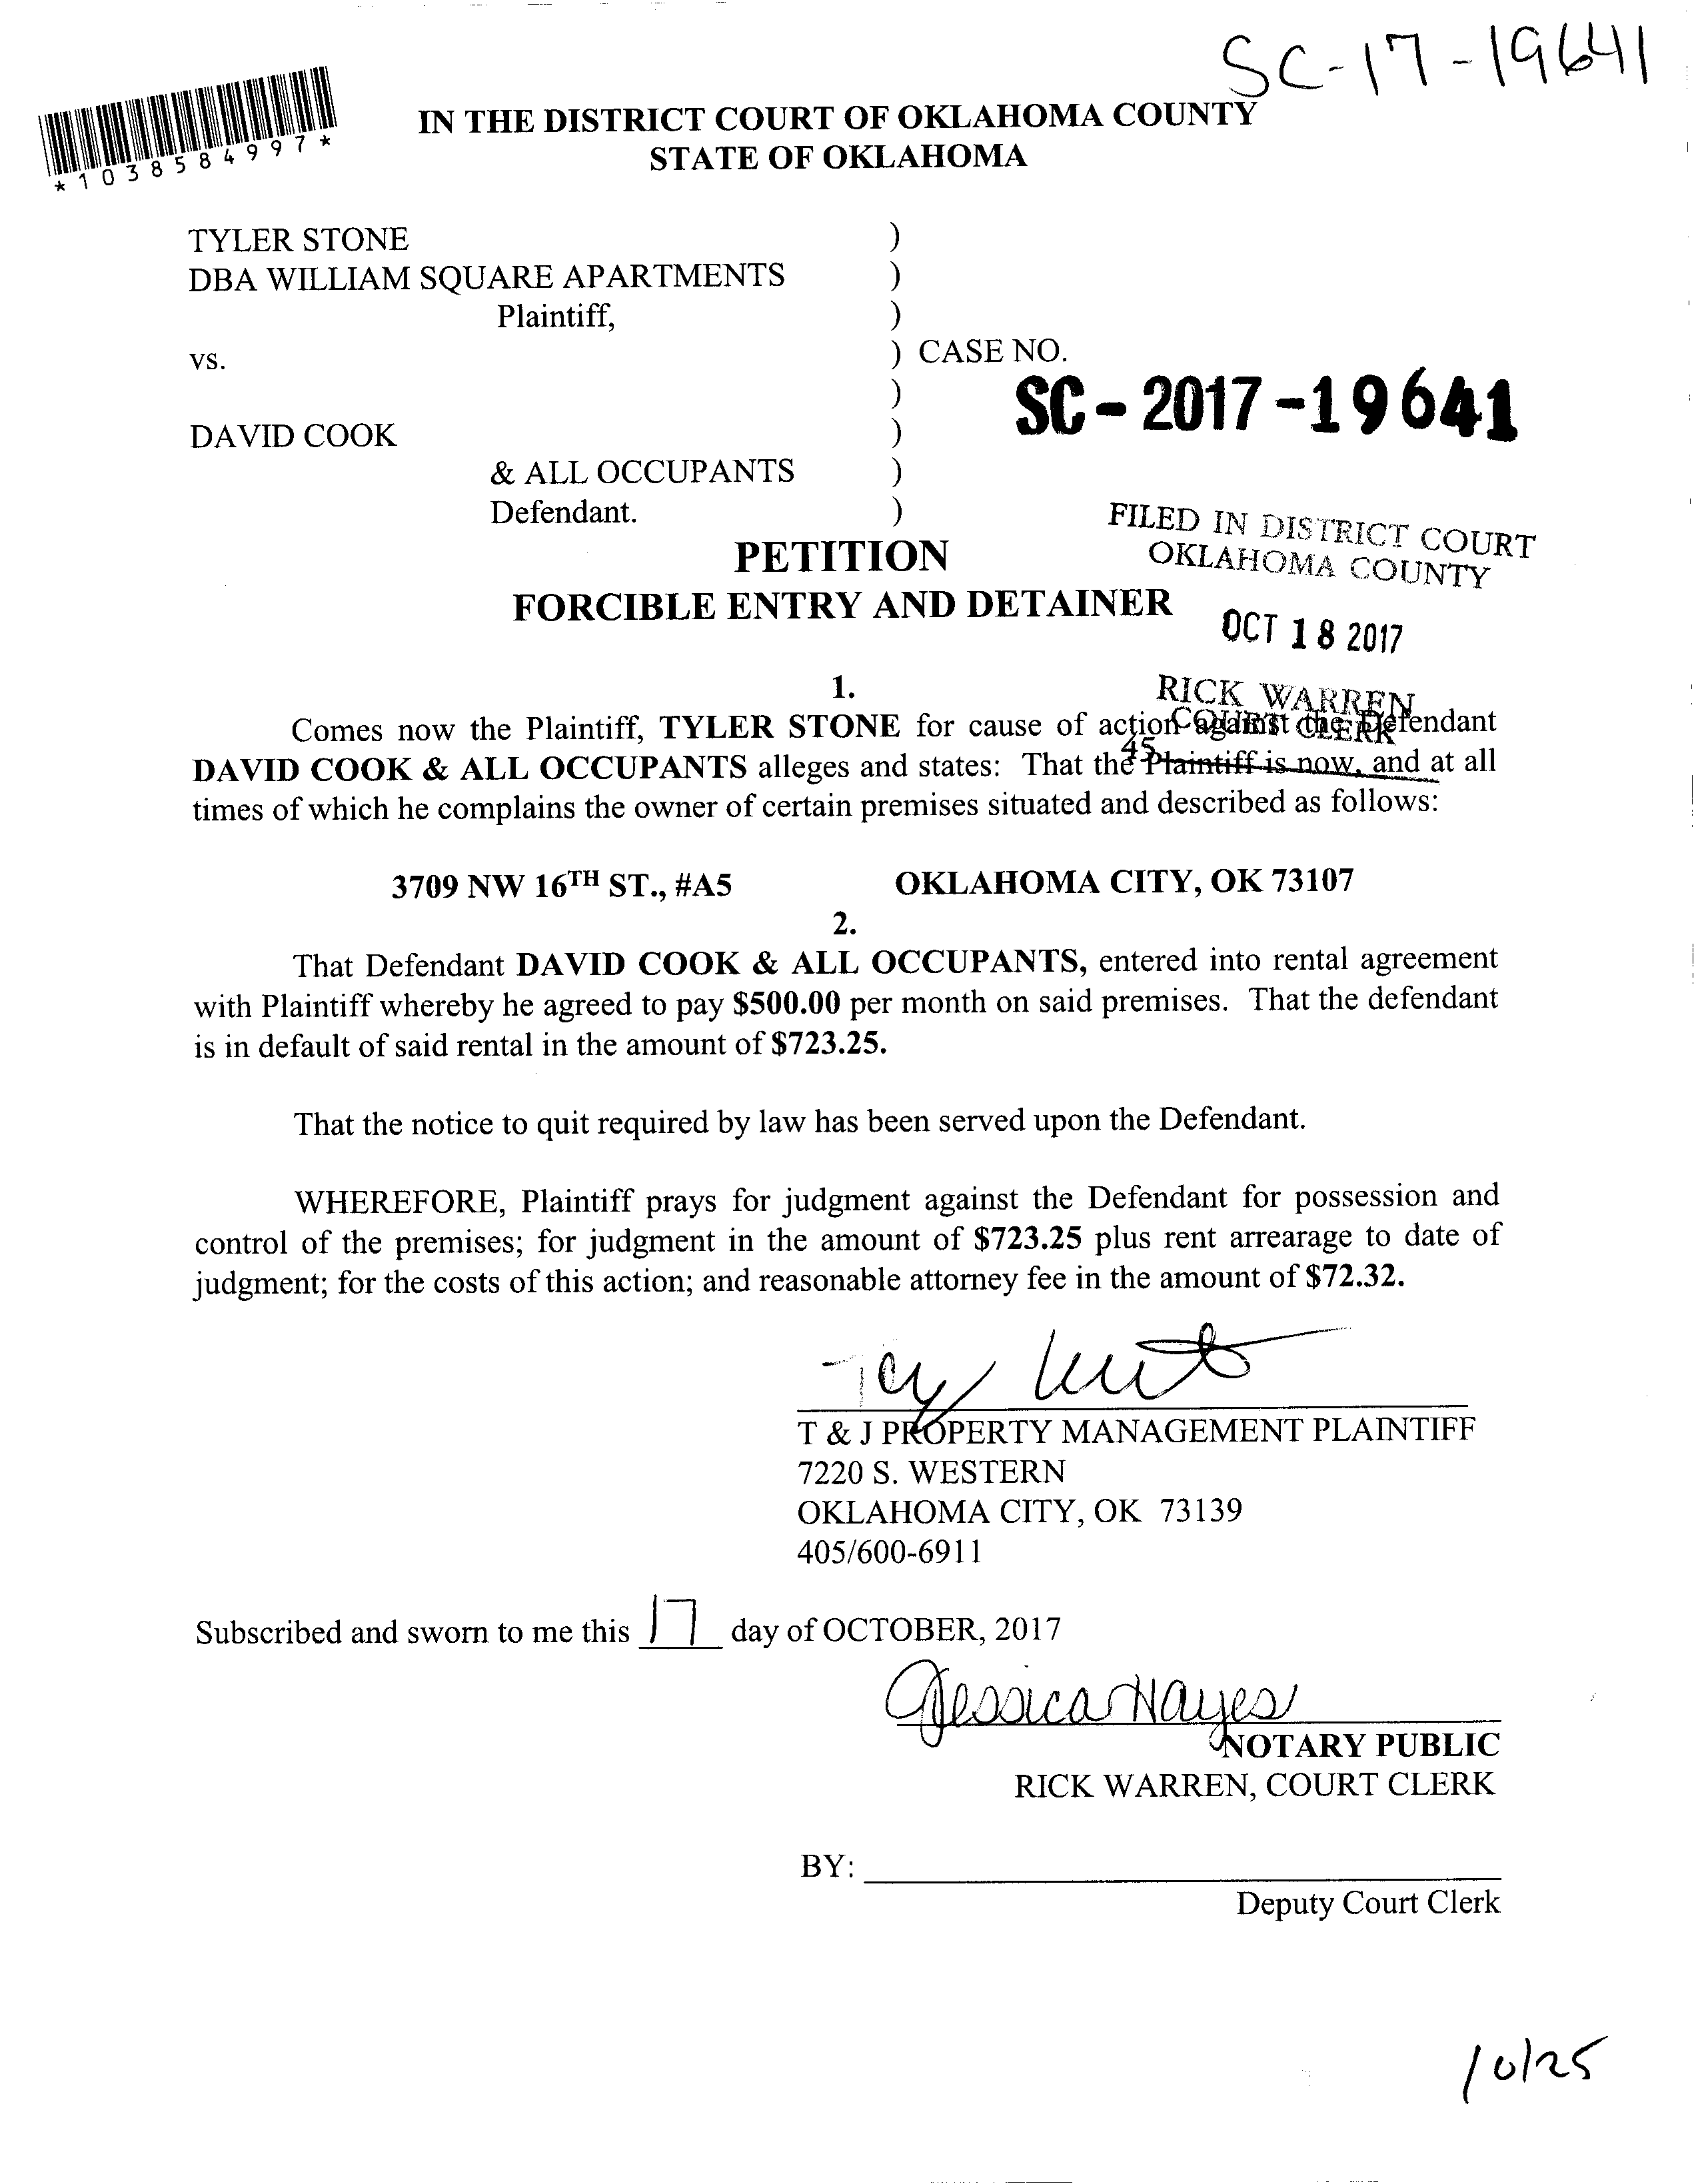 SC-17-19641
*1038584997*
IN THE DISTRICT COURT OF OKLAHOMA COUNTY
STATE OF OKLAHOMA
TYLER STONE )
DBA WILLIAM SQUARE APARTMENTS )
Plaintiff, )
vs. ) CASE NO.
)
SC-2017-19641
DAVID COOK )
& ALL OCCUPANTS )
Defendant. )
FILED IN DISTRICT COURT
OKLAHOMA COUNTY
PETITION
FORCIBLE ENTRY AND DETAINER
OCT 18 2017
RICK WARREN
COURT CLERK
45
1.
Comes now the Plaintiff, TYLER STONE for cause of action against the Defendant
DAVID COOK & ALL OCCUPANTS alleges and states: That the Plaintiff is now, and at all
times of which he complains the owner of certain premises situated and described as follows:
3709 NW 16TH ST., #A5 OKLAHOMA CITY, OK 73107
2.
That Defendant DAVID COOK & ALL OCCUPANTS, entered into rental agreement
with Plaintiff whereby he agreed to pay $500.00 per month on said premises. That the defendant
is in default of said rental in the amount of $723.25.
That the notice to quit required by law has been served upon the Defendant.
WHEREFORE, Plaintiff prays for judgment against the Defendant for possession and
control of the premises; for judgment in the amount of $723.25 plus rent arrearage to date of
judgment; for the costs of this action; and reasonable attorney fee in the amount of $72.32.
T & J PROPERTY MANAGEMENT PLAINTIFF
7220 S. WESTERN
OKLAHOMA CITY, OK 73139
405/600-6911
Subscribed and sworn to me this 17 day of OCTOBER, 2017
Jessica Hayes
NOTARY PUBLIC
RICK WARREN, COURT CLERK
BY:
Deputy Court Clerk
10/25